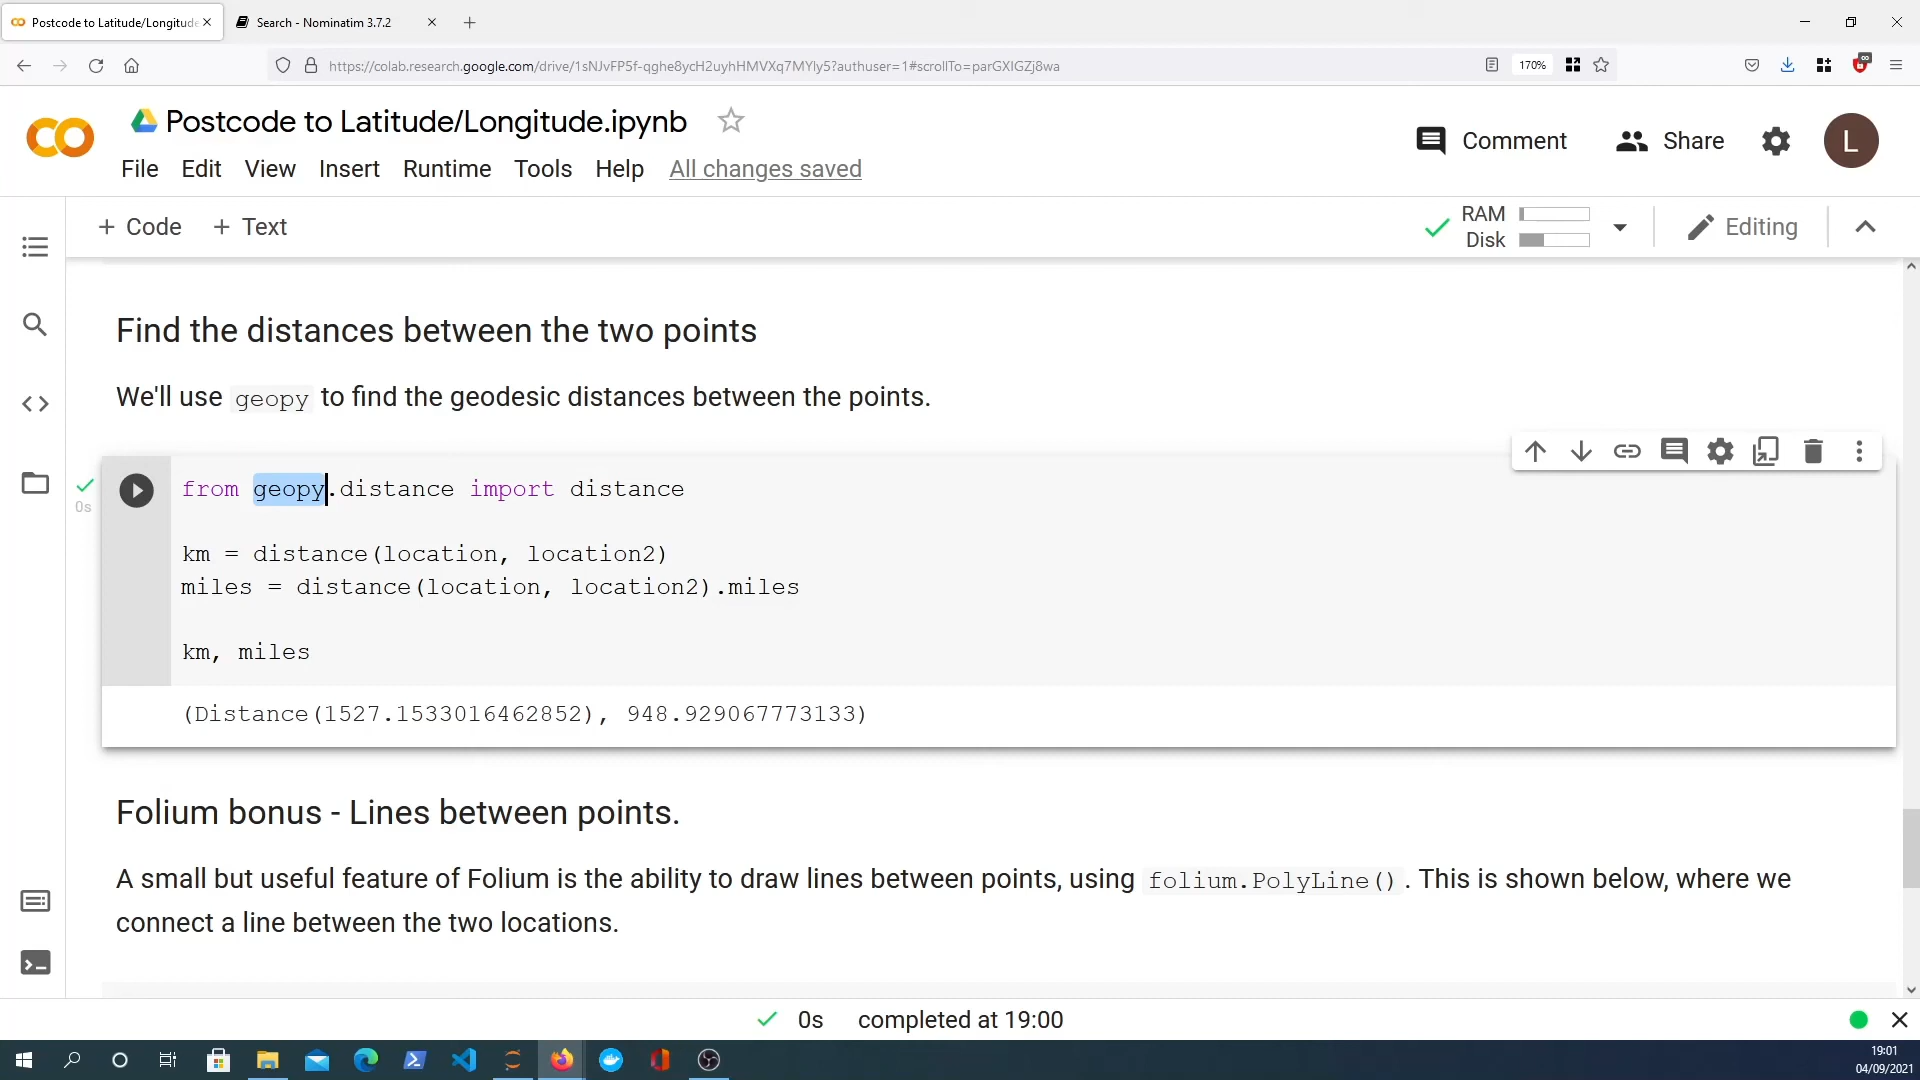 Postcode to Latitude/Longitude
Search - Nominatim 3.7.2
https://colab.research.google.com/drive/1sNJvFP5f-qghe8ycH2uyhHMVXq7MYly5?authuser=1#scrollTo=parGXIGZj8wa
170%
Postcode to Latitude/Longitude.ipynb
Comment
Share
L
File Edit View Insert Runtime Tools Help All changes saved
+ Code + Text
RAM
Disk
Editing
Find the distances between the two points
We'll use geopy to find the geodesic distances between the points.
0s
from geopy.distance import distance
km = distance(location, location2)
miles = distance(location, location2).miles
km, miles
(Distance(1527.1533016462852), 948.929067773133)
Folium bonus - Lines between points.
A small but useful feature of Folium is the ability to draw lines between points, using folium.PolyLine(). This is shown below, where we
connect a line between the two locations.
0s completed at 19:00
19:01
04/09/2021